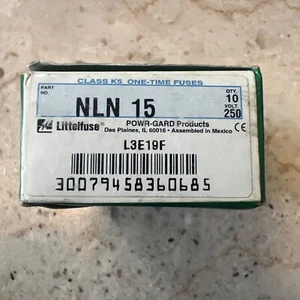 CLASS K5 ONE-TIME FUSES
PART NO. NLN 15 QTY. 10
VOLT. 250
Littelfuse® POWR-GARD Products
Des Plaines, IL 60016 • Assembled in Mexico CE
L3E19F
30079458360685